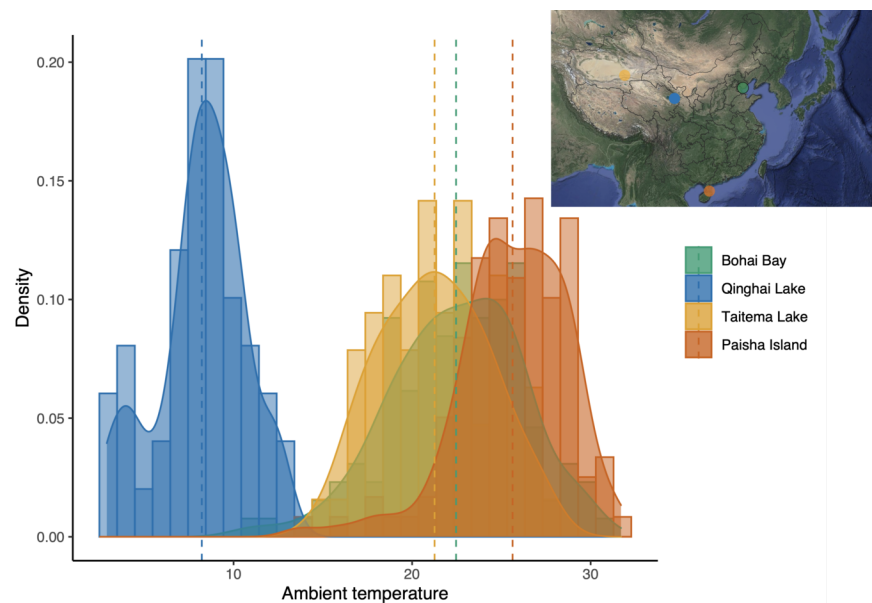 0.20
0.15
0.10
0.05
0.00
Density
10
20
30
Ambient temperature
Bohai Bay
Qinghai Lake
Taitema Lake
Paisha Island